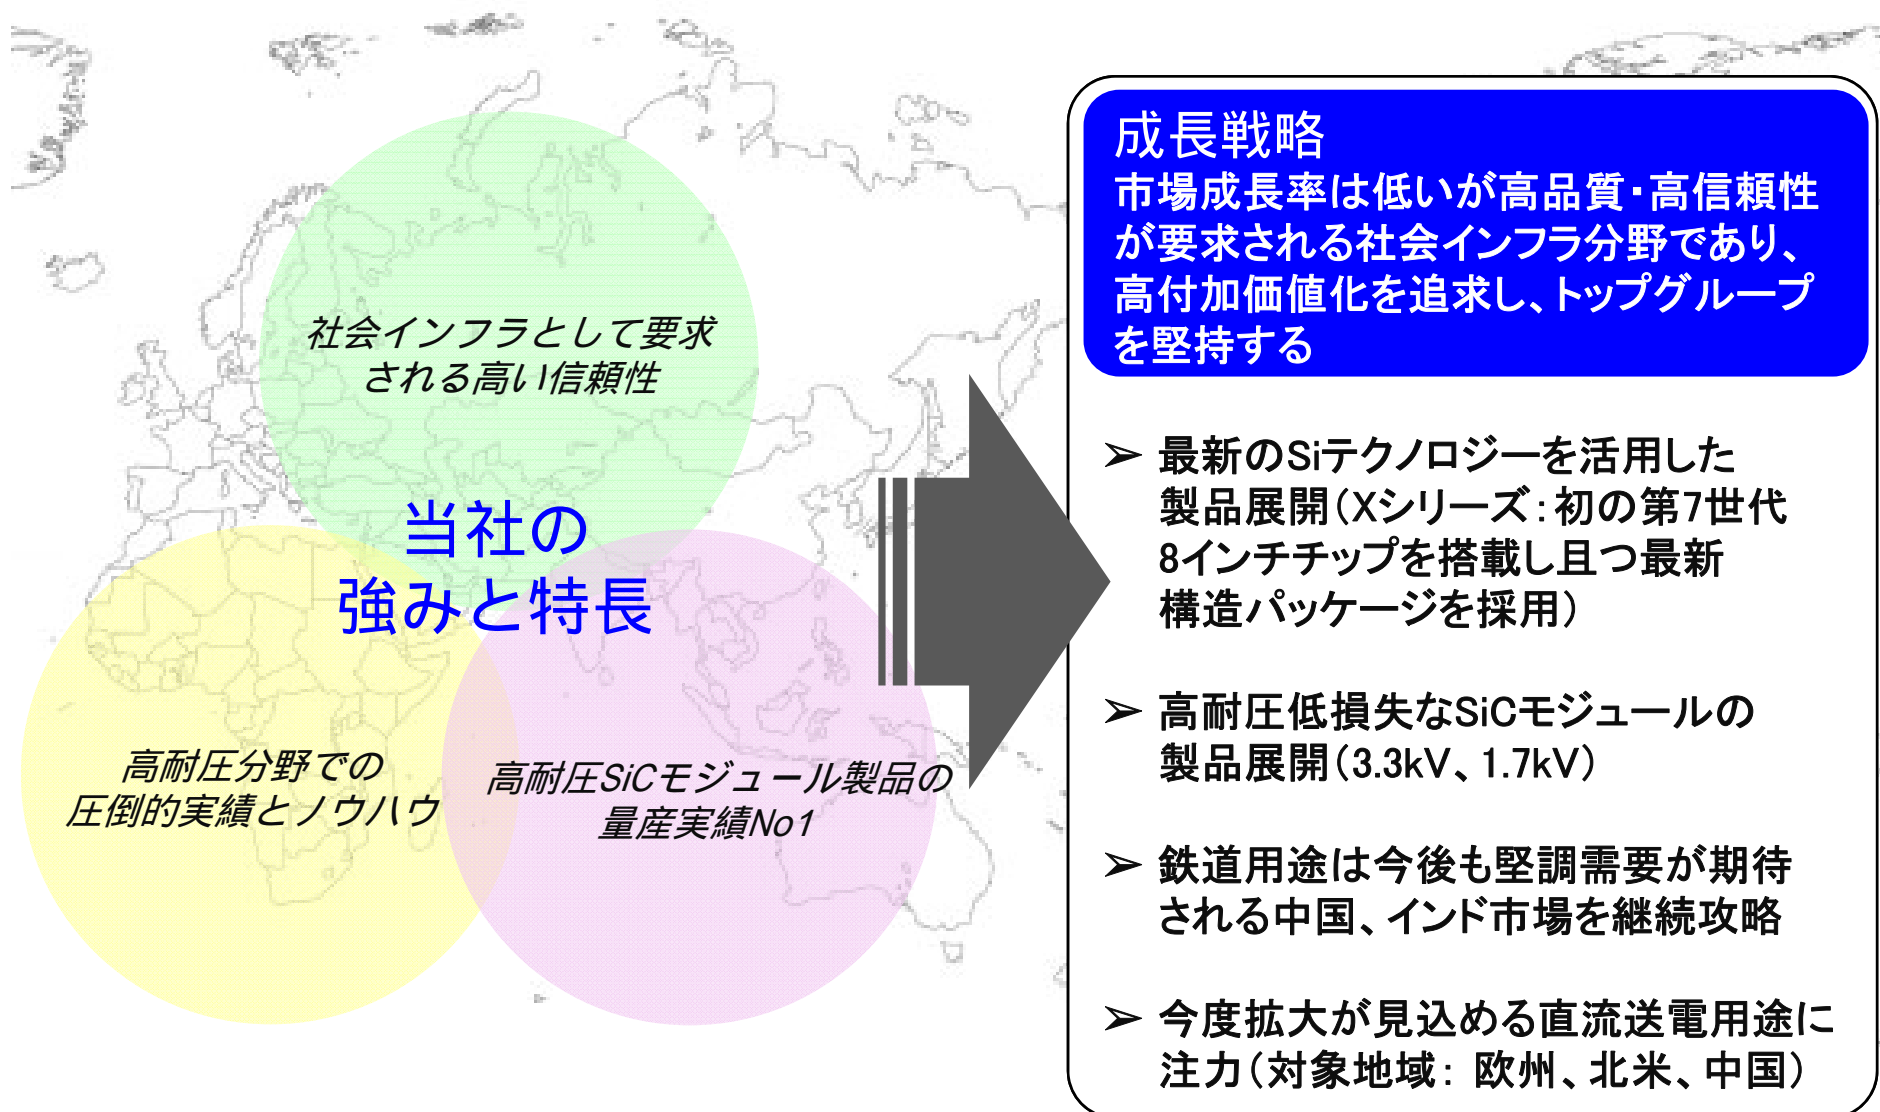 社会インフラとして要求
される高い信頼性
当社の
強みと特長
高耐圧分野での
圧倒的実績とノウハウ
高耐圧SiCモジュール製品の
量産実績No1
成長戦略
市場成長率は低いが高品質・高信頼性
が要求される社会インフラ分野であり、
高付加価値化を追求し、トップグループ
を堅持する
➢ 最新のSiテクノロジーを活用した
製品展開（Xシリーズ：初の第7世代
8インチチップを搭載し且つ最新
構造パッケージを採用）
➢ 高耐圧低損失なSiCモジュールの
製品展開（3.3kV、1.7kV）
➢ 鉄道用途は今後も堅調需要が期待
される中国、インド市場を継続攻略
➢ 今度拡大が見込める直流送電用途に
注力（対象地域： 欧州、北米、中国）